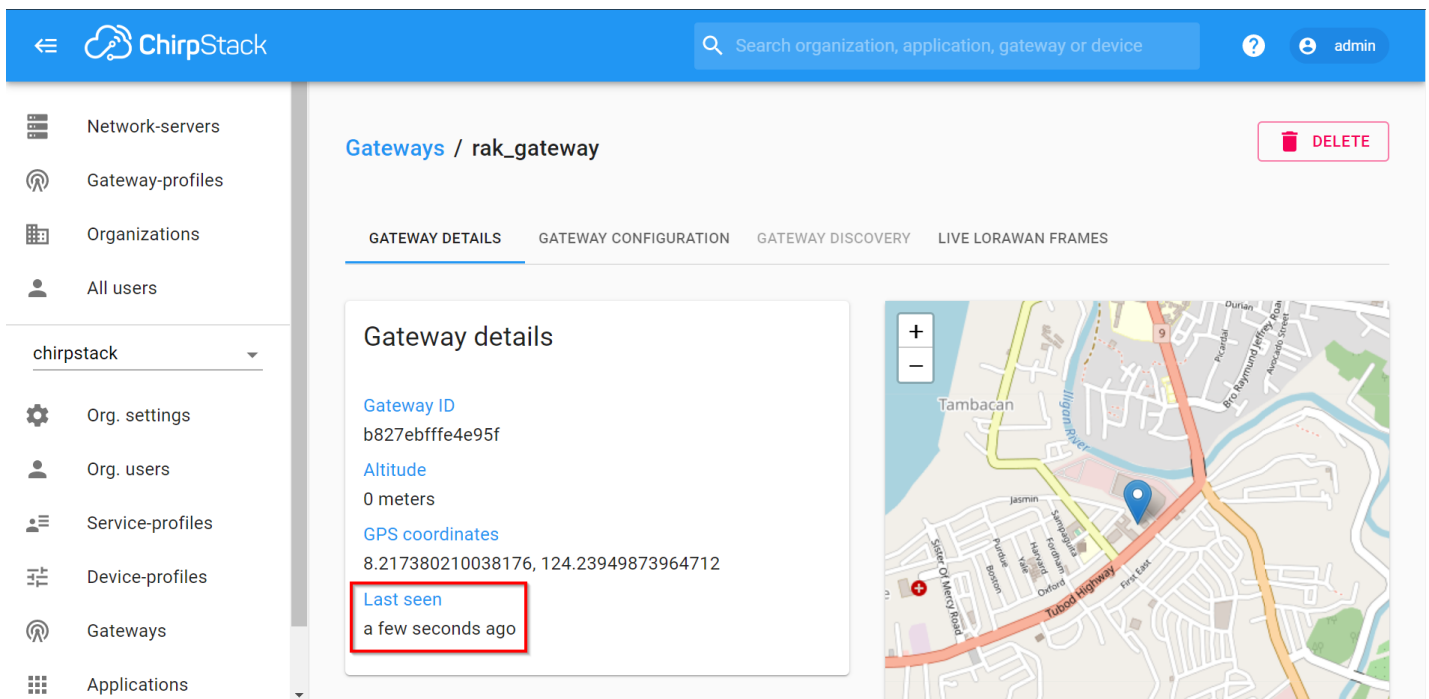 ChirpStack
Search organization, application, gateway or device
?
admin
Network-servers
Gateway-profiles
Organizations
All users
chirpstack
Org. settings
Org. users
Service-profiles
Device-profiles
Gateways
Applications
Gateways / rak_gateway
DELETE
GATEWAY DETAILS
GATEWAY CONFIGURATION
GATEWAY DISCOVERY
LIVE LORAWAN FRAMES
Gateway details
Gateway ID
b827ebfffe4e95f
Altitude
0 meters
GPS coordinates
8.217380210038176, 124.23949873964712
Last seen
a few seconds ago
+
−
Durian
9
Picardal
Bro.Raymund Jeffrey Road
Avocado Street
Tambacan
Iligan River
Jasmin
Sampaguita
Fordham
Harvard
Yale
Purdue
Boston
Oxford
First East
Sister Of Mercy Road
Tubod Highway